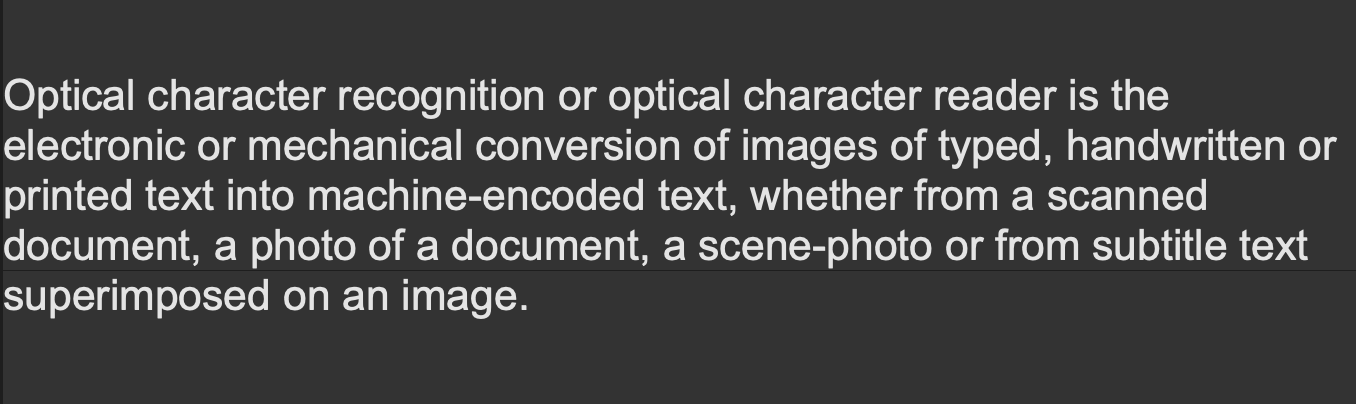 Optical character recognition or optical character reader is the
electronic or mechanical conversion of images of typed, handwritten or
printed text into machine-encoded text, whether from a scanned
document, a photo of a document, a scene-photo or from subtitle text
superimposed on an image.